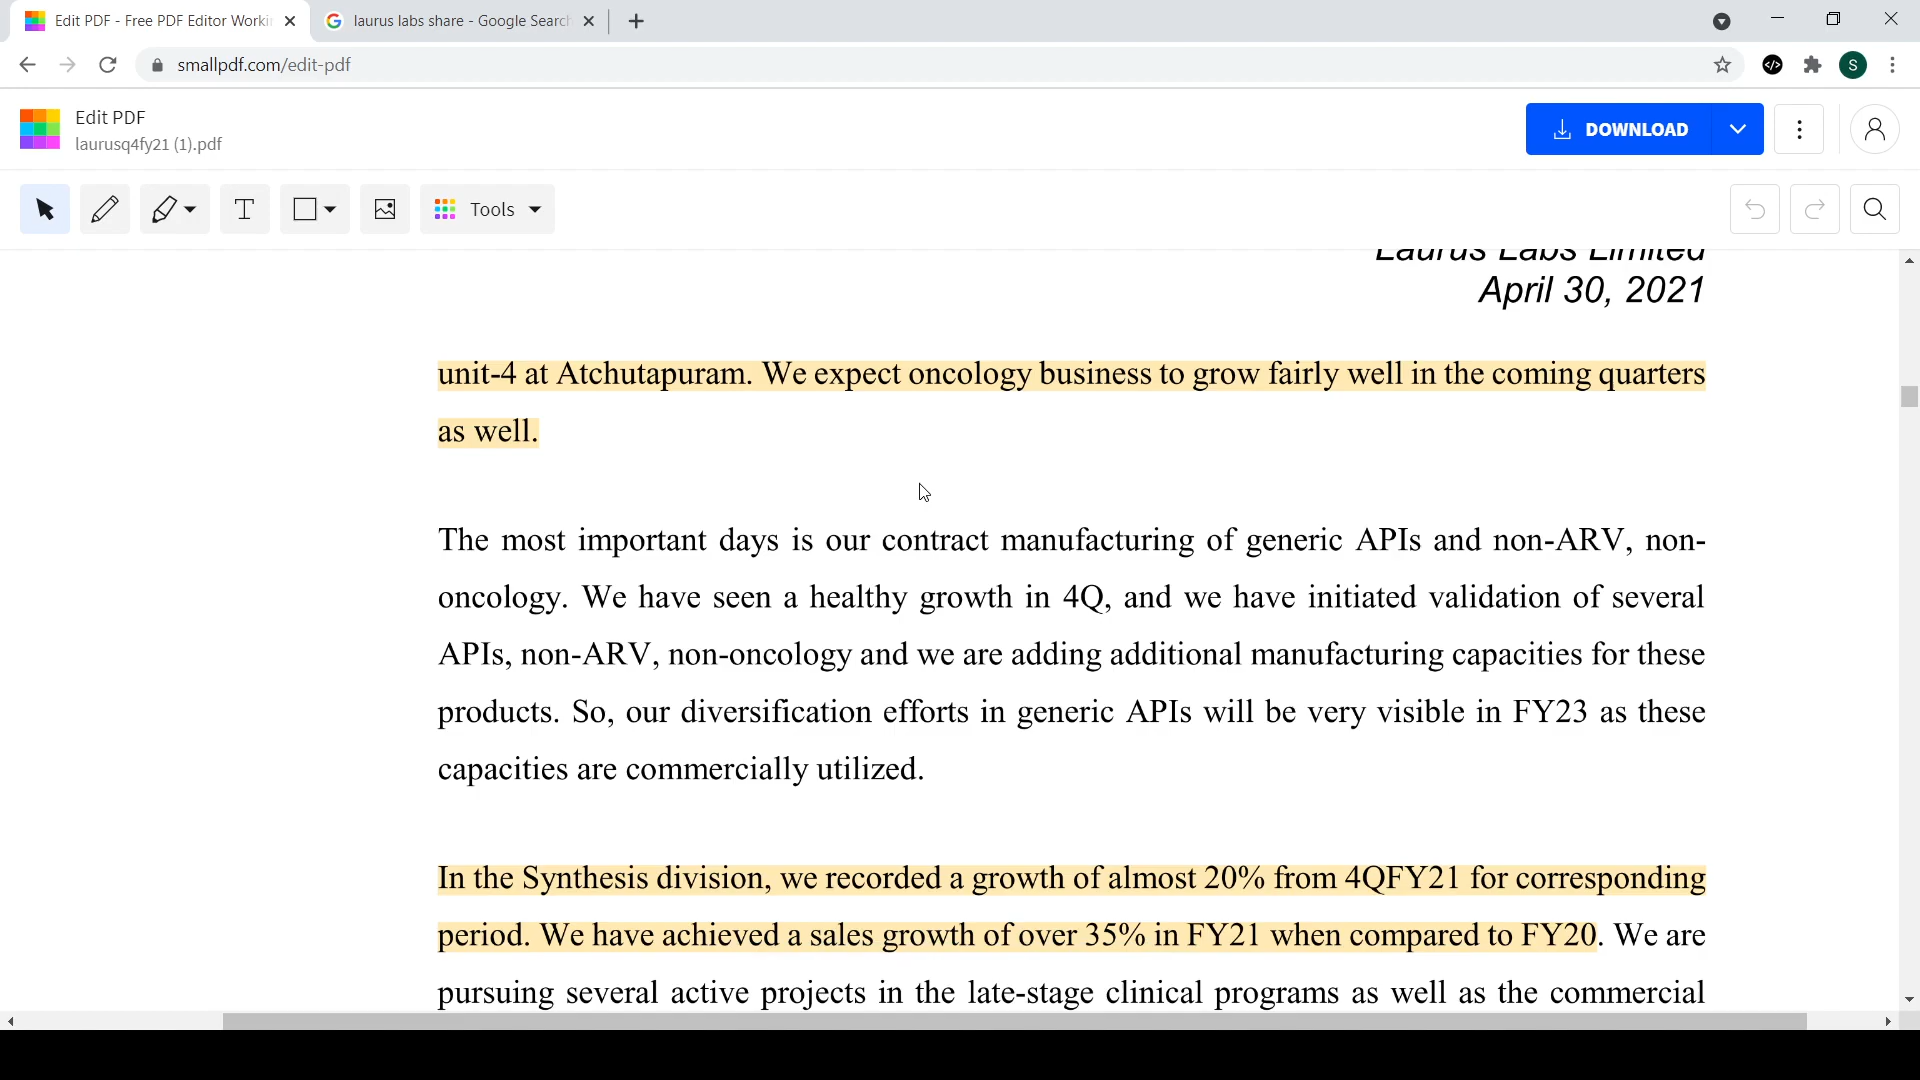 Edit PDF - Free PDF Editor Worki
laurus labs share - Google Search
smallpdf.com/edit-pdf
S
Edit PDF
laurusq4fy21 (1).pdf
DOWNLOAD
T
Tools
Laurus Labs Limited
April 30, 2021
unit-4 at Atchutapuram. We expect oncology business to grow fairly well in the coming quarters
as well.
The most important days is our contract manufacturing of generic APIs and non-ARV, non-
oncology. We have seen a healthy growth in 4Q, and we have initiated validation of several
APIs, non-ARV, non-oncology and we are adding additional manufacturing capacities for these
products. So, our diversification efforts in generic APIs will be very visible in FY23 as these
capacities are commercially utilized.
In the Synthesis division, we recorded a growth of almost 20% from 4QFY21 for corresponding
period. We have achieved a sales growth of over 35% in FY21 when compared to FY20. We are
pursuing several active projects in the late-stage clinical programs as well as the commercial